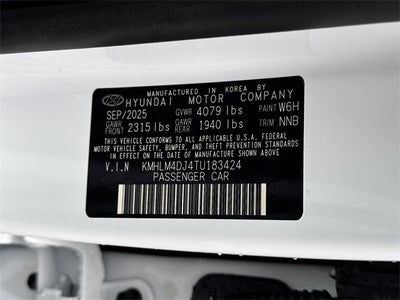 MANUFACTURED IN KOREA BY
HYUNDAI MOTOR COMPANY
SEP/2025 GVWR 4079 lbs PAINT W6H
GAWR FRONT 2315 lbs GAWR REAR 1940 lbs TRIM NNB
THIS VEHICLE CONFORMS TO ALL APPLICABLE U.S.A. FEDERAL
MOTOR VEHICLE SAFETY, BUMPER, AND THEFT PREVENTION
STANDARDS IN EFFECT ON THE DATE OF MANUFACTURE SHOWN ABOVE.
V.I.N KMHLM4DJ4TU183424
PASSENGER CAR